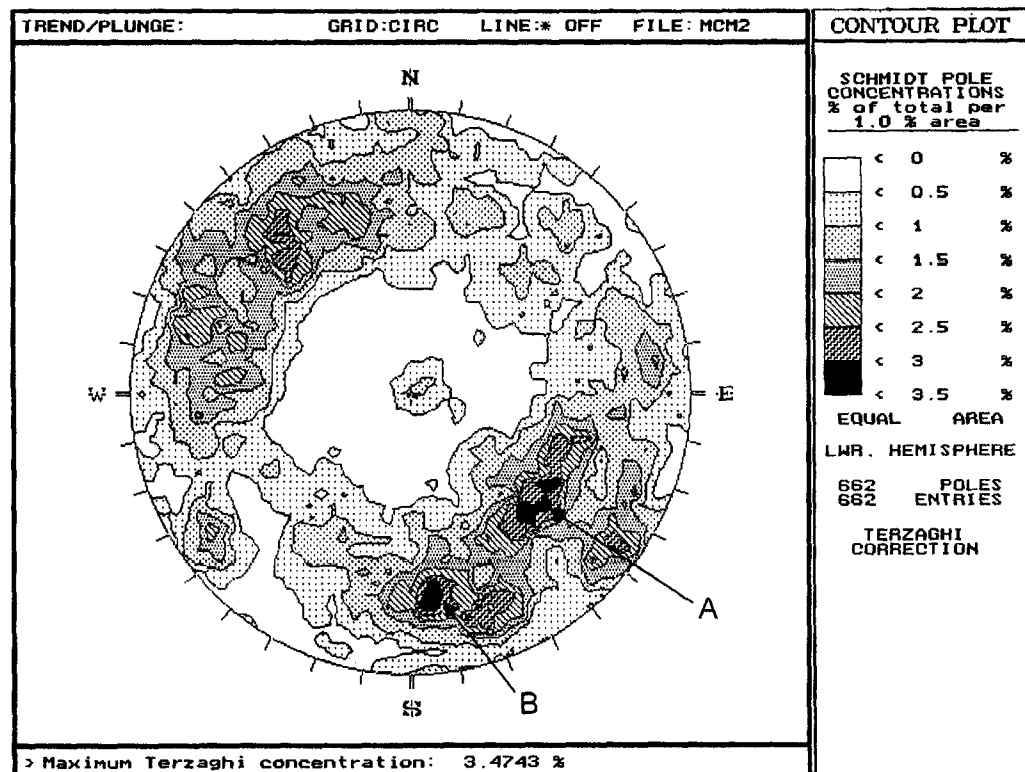 TREND/PLUNGE: GRID:CIRC LINE:* OFF FILE: MCM2
N
W
E
S
A
B
> Maximum Terzaghi concentration: 3.4743 %
CONTOUR PLOT
SCHMIDT POLE
CONCENTRATIONS
% of total per
1.0 % area
< 0 %
< 0.5 %
< 1 %
< 1.5 %
< 2 %
< 2.5 %
< 3 %
< 3.5 %
EQUAL AREA
LWR. HEMISPHERE
662 POLES
662 ENTRIES
TERZAGHI
CORRECTION